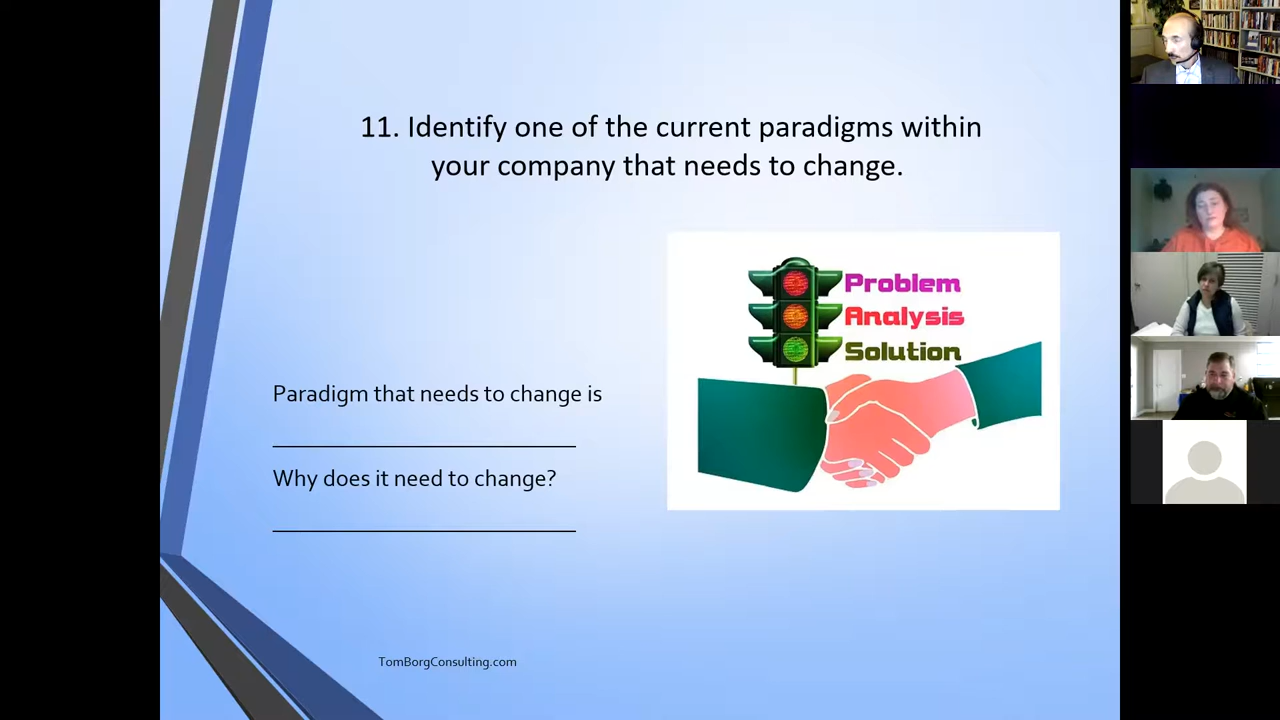 11. Identify one of the current paradigms within
your company that needs to change.
Problem
Analysis
Solution
Paradigm that needs to change is
Why does it need to change?
TomBorgConsulting.com